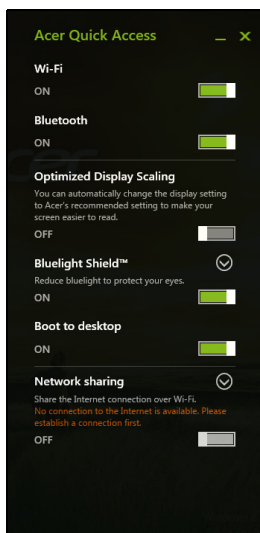 Acer Quick Access
Wi-Fi
ON
Bluetooth
ON
Optimized Display Scaling
You can automatically change the display setting
to Acer's recommended setting to make your
screen easier to read.
OFF
Bluelight Shield™
Reduce bluelight to protect your eyes.
ON
Boot to desktop
ON
Network sharing
Share the Internet connection over Wi-Fi.
No connection to the Internet is available. Please
establish a connection first.
OFF